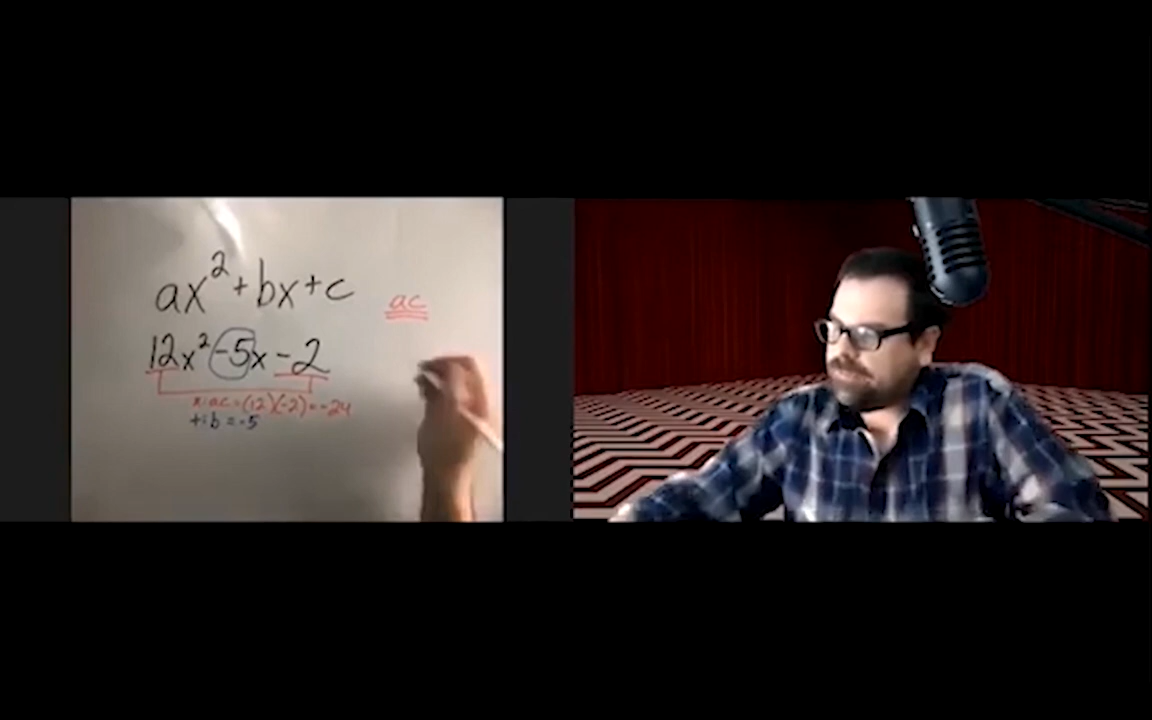 ax² + bx + c
ac
12x² - 5x - 2
x: ac = (12)(-2) = -24
+: b = -5